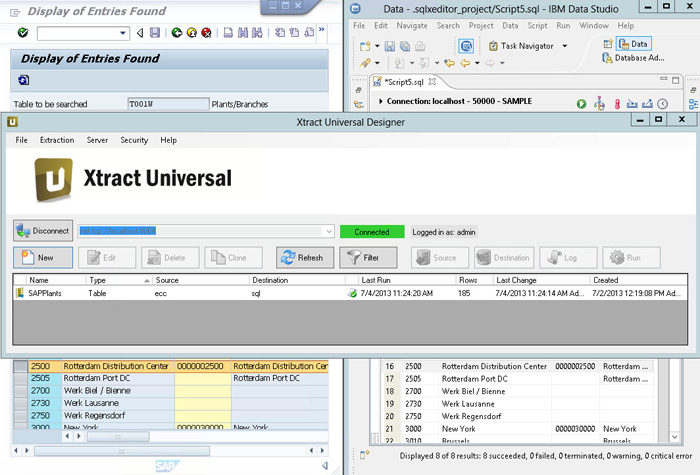 Display of Entries Found
Display of Entries Found
Table to be searched T001W Plants/Branches
Data - .sqlxeditor_project/Script5.sql - IBM Data Studio
File Edit Navigate Search Project Data Script Run Window Help
Task Navigator
Data
Database Ad...
*Script5.sql
Connection: localhost - 50000 - SAMPLE
Xtract Universal Designer
File Extraction Server Security Help
U Xtract Universal
Disconnect net.tcp://localhost:8064 Connected Logged in as: admin
New Edit Delete Clone Refresh Filter Source Destination Log Run
Name Type Source Destination Last Run Rows Last Change Created
SAPPlants Table ecc sql 7/4/2013 11:24:20 AM 185 7/4/2013 11:24:14 AM Ad... 7/2/2013 12:19:08 PM Ad...
2500 Rotterdam Distribution Center 0000002500 Rotterdam Distribution Cen
2505 Rotterdam Port DC Rotterdam Port DC
2700 Werk Biel / Bienne
2730 Werk Lausanne
2750 Werk Regensdorf
3000 New York 0000030000 New York
SAP
16 2500 Rotterdam Distribution Center 0000002500 Rotterdam ...
17 2505 Rotterdam Port DC Rotterdam ...
18 2700 Werk Biel / Bienne
19 2730 Werk Lausanne
20 2750 Werk Regensdorf
21 3000 New York 0000030000 New York
22 3010 Brussels Brussels
Displayed 8 of 8 results: 8 succeeded, 0 failed, 0 terminated, 0 warning, 0 critical error